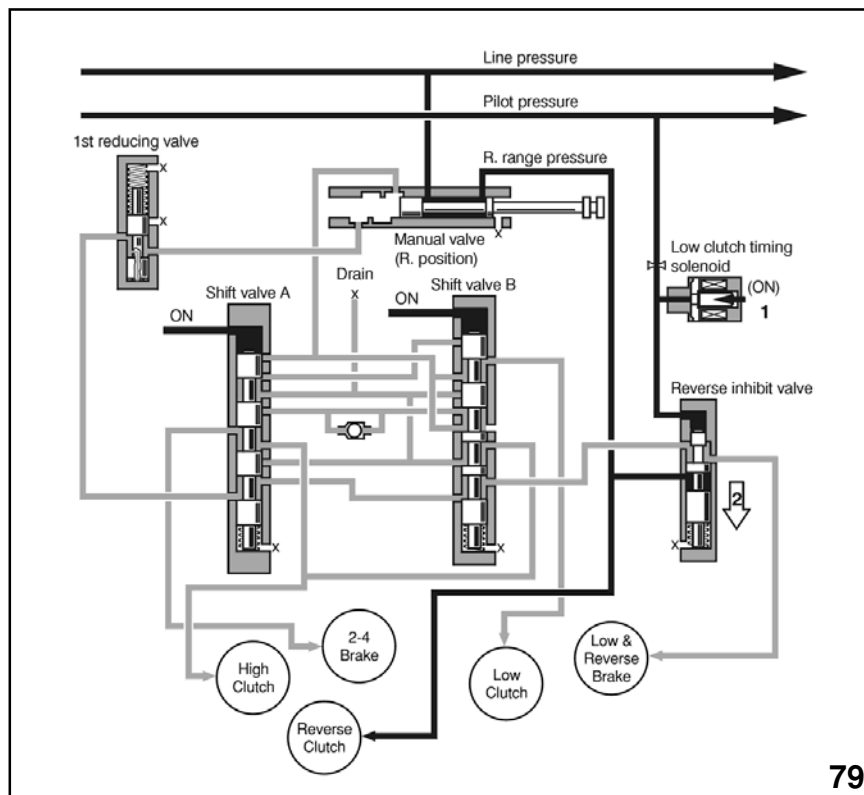 Line pressure
Pilot pressure
1st reducing valve
R. range pressure
Manual valve
(R. position)
Low clutch timing
solenoid
(ON)
1
Drain
x
Shift valve A
Shift valve B
ON
ON
Reverse inhibit valve
2
x
x
x
x
x
x
2-4
Brake
High
Clutch
Low
Clutch
Low &
Reverse
Brake
Reverse
Clutch
79